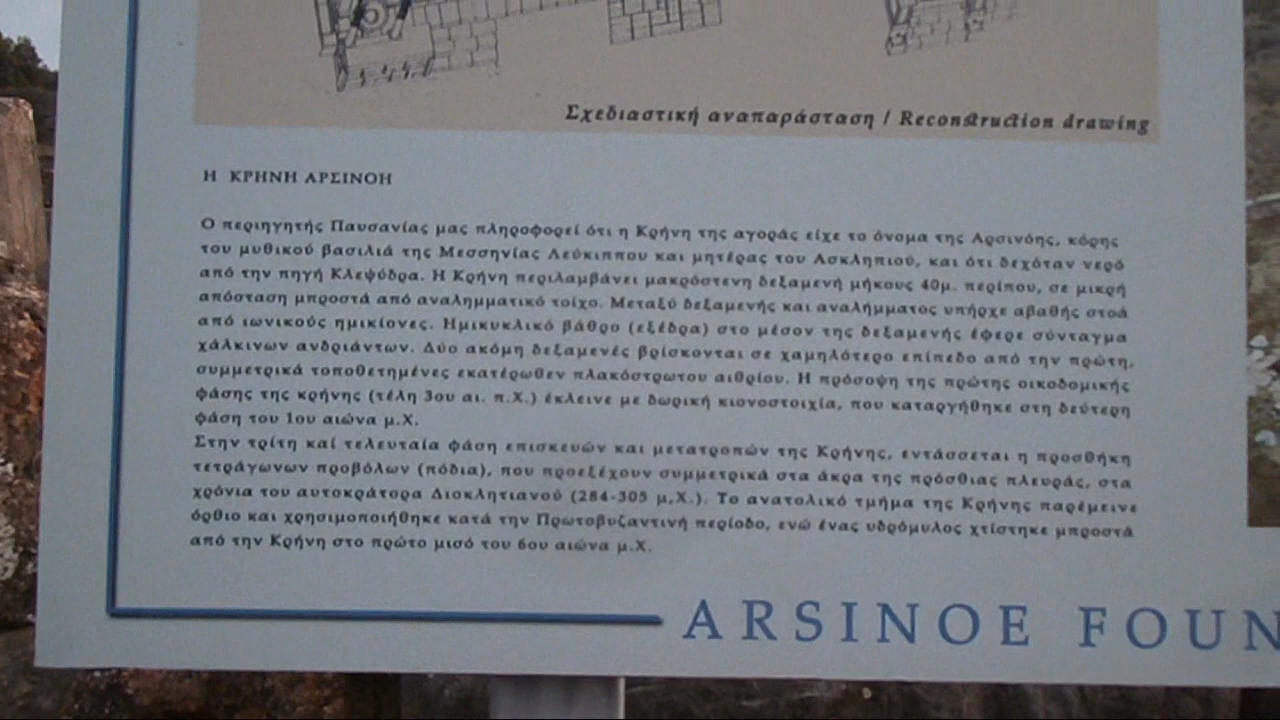 Σχεδιαστική αναπαράσταση / Reconstruction drawing
Η ΚΡΗΝΗ ΑΡΣΙΝΟΗ
Ο περιηγητής Παυσανίας μας πληροφορεί ότι η Κρήνη της αγοράς είχε το όνομα της Αρσινόης, κόρης
του μυθικού βασιλιά της Μεσσηνίας Λεύκιππου και μητέρας του Ασκληπιού, και ότι δεχόταν νερό
από την πηγή Κλεψύδρα. Η Κρήνη περιλαμβάνει μακρόστενη δεξαμενή μήκους 40μ. περίπου, σε μικρή
απόσταση μπροστά από αναλημματικό τοίχο. Μεταξύ δεξαμενής και αναλήμματος υπήρχε αβαθής στοά
από ιωνικούς ημικίονες. Ημικυκλικό βάθρο (εξέδρα) στο μέσον της δεξαμενής έφερε σύνταγμα
χάλκινων ανδριάντων. Δύο ακόμη δεξαμενές βρίσκονται σε χαμηλότερο επίπεδο από την πρώτη,
συμμετρικά τοποθετημένες εκατέρωθεν πλακόστρωτου αιθρίου. Η πρόσοψη της πρώτης οικοδομικής
φάσης της κρήνης (τέλη 3ου αι. π.Χ.) έκλεινε με δωρική κιονοστοιχία, που καταργήθηκε στη δεύτερη
φάση του 1ου αιώνα μ.Χ.
Στην τρίτη καί τελευταία φάση επισκευών και μετατροπών της Κρήνης, εντάσσεται η προσθήκη
τετράγωνων προβόλων (πόδια), που προεξέχουν συμμετρικά στα άκρα της πρόσθιας πλευράς, στα
χρόνια του αυτοκράτορα Διοκλητιανού (284-305 μ.Χ.). Το ανατολικό τμήμα της Κρήνης παρέμεινε
όρθιο και χρησιμοποιήθηκε κατά την Πρωτοβυζαντινή περίοδο, ενώ ένας υδρόμυλος χτίστηκε μπροστά
από την Κρήνη στο πρώτο μισό του 6ου αιώνα μ.Χ.
ARSINOE FOUN